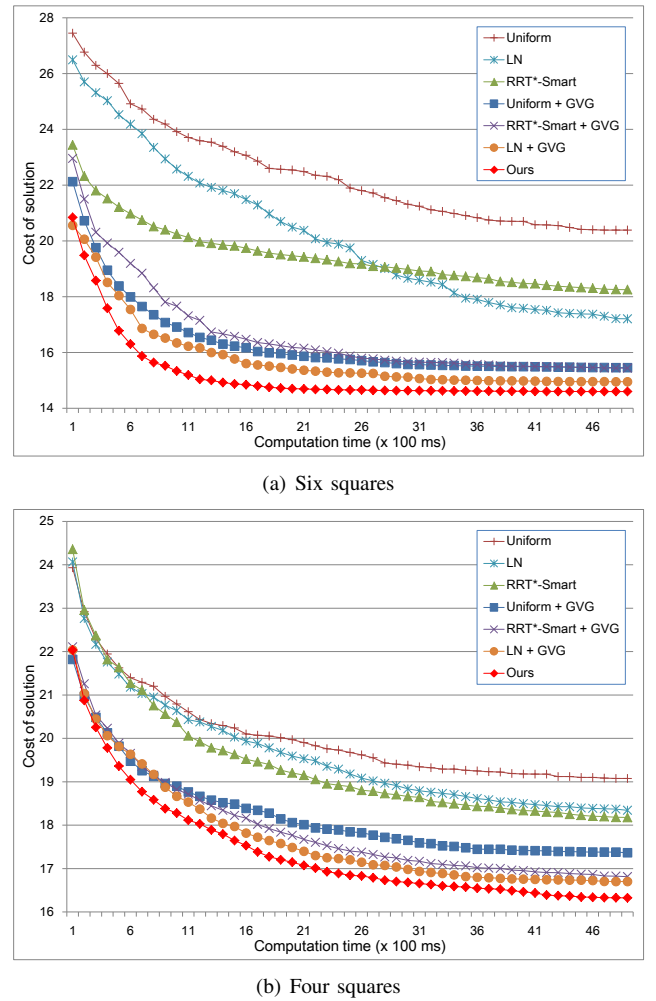 28
26
24
22
20
18
16
14
Cost of solution
Uniform
LN
RRT*-Smart
Uniform + GVG
RRT*-Smart + GVG
LN + GVG
Ours
1 6 11 16 21 26 31 36 41 46
Computation time (x 100 ms)
(a) Six squares
25
24
23
22
21
20
19
18
17
16
Cost of solution
Uniform
LN
RRT*-Smart
Uniform + GVG
RRT*-Smart + GVG
LN + GVG
Ours
1 6 11 16 21 26 31 36 41 46
Computation time (x 100 ms)
(b) Four squares